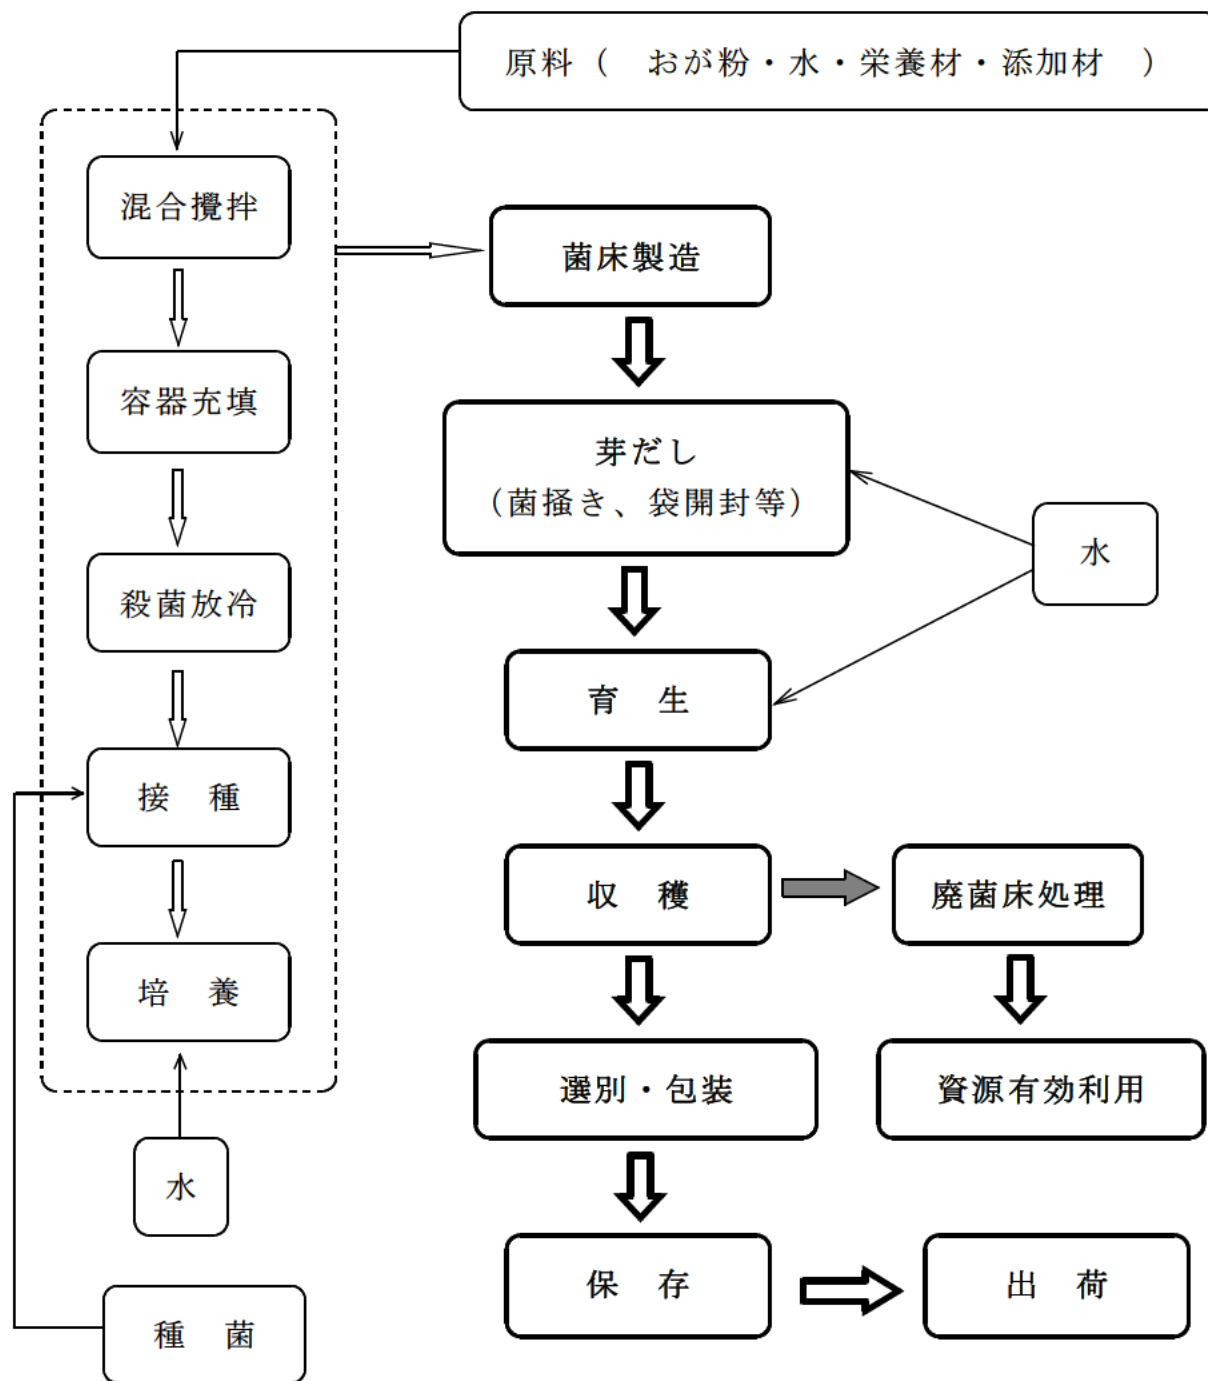 原料（　おが粉・水・栄養材・添加材　）
混合攪拌
容器充填
殺菌放冷
接　種
培　養
水
種　菌
菌床製造
芽だし
（菌掻き、袋開封等）
水
育　生
収　穫
廃菌床処理
選別・包装
資源有効利用
保　存
出　荷